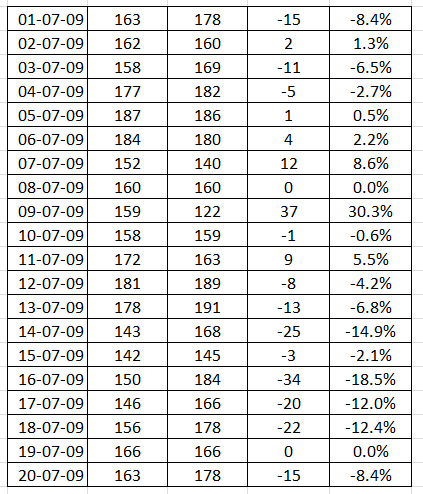 01-07-09 163 178 -15 -8.4%
02-07-09 162 160 2 1.3%
03-07-09 158 169 -11 -6.5%
04-07-09 177 182 -5 -2.7%
05-07-09 187 186 1 0.5%
06-07-09 184 180 4 2.2%
07-07-09 152 140 12 8.6%
08-07-09 160 160 0 0.0%
09-07-09 159 122 37 30.3%
10-07-09 158 159 -1 -0.6%
11-07-09 172 163 9 5.5%
12-07-09 181 189 -8 -4.2%
13-07-09 178 191 -13 -6.8%
14-07-09 143 168 -25 -14.9%
15-07-09 142 145 -3 -2.1%
16-07-09 150 184 -34 -18.5%
17-07-09 146 166 -20 -12.0%
18-07-09 156 178 -22 -12.4%
19-07-09 166 166 0 0.0%
20-07-09 163 178 -15 -8.4%